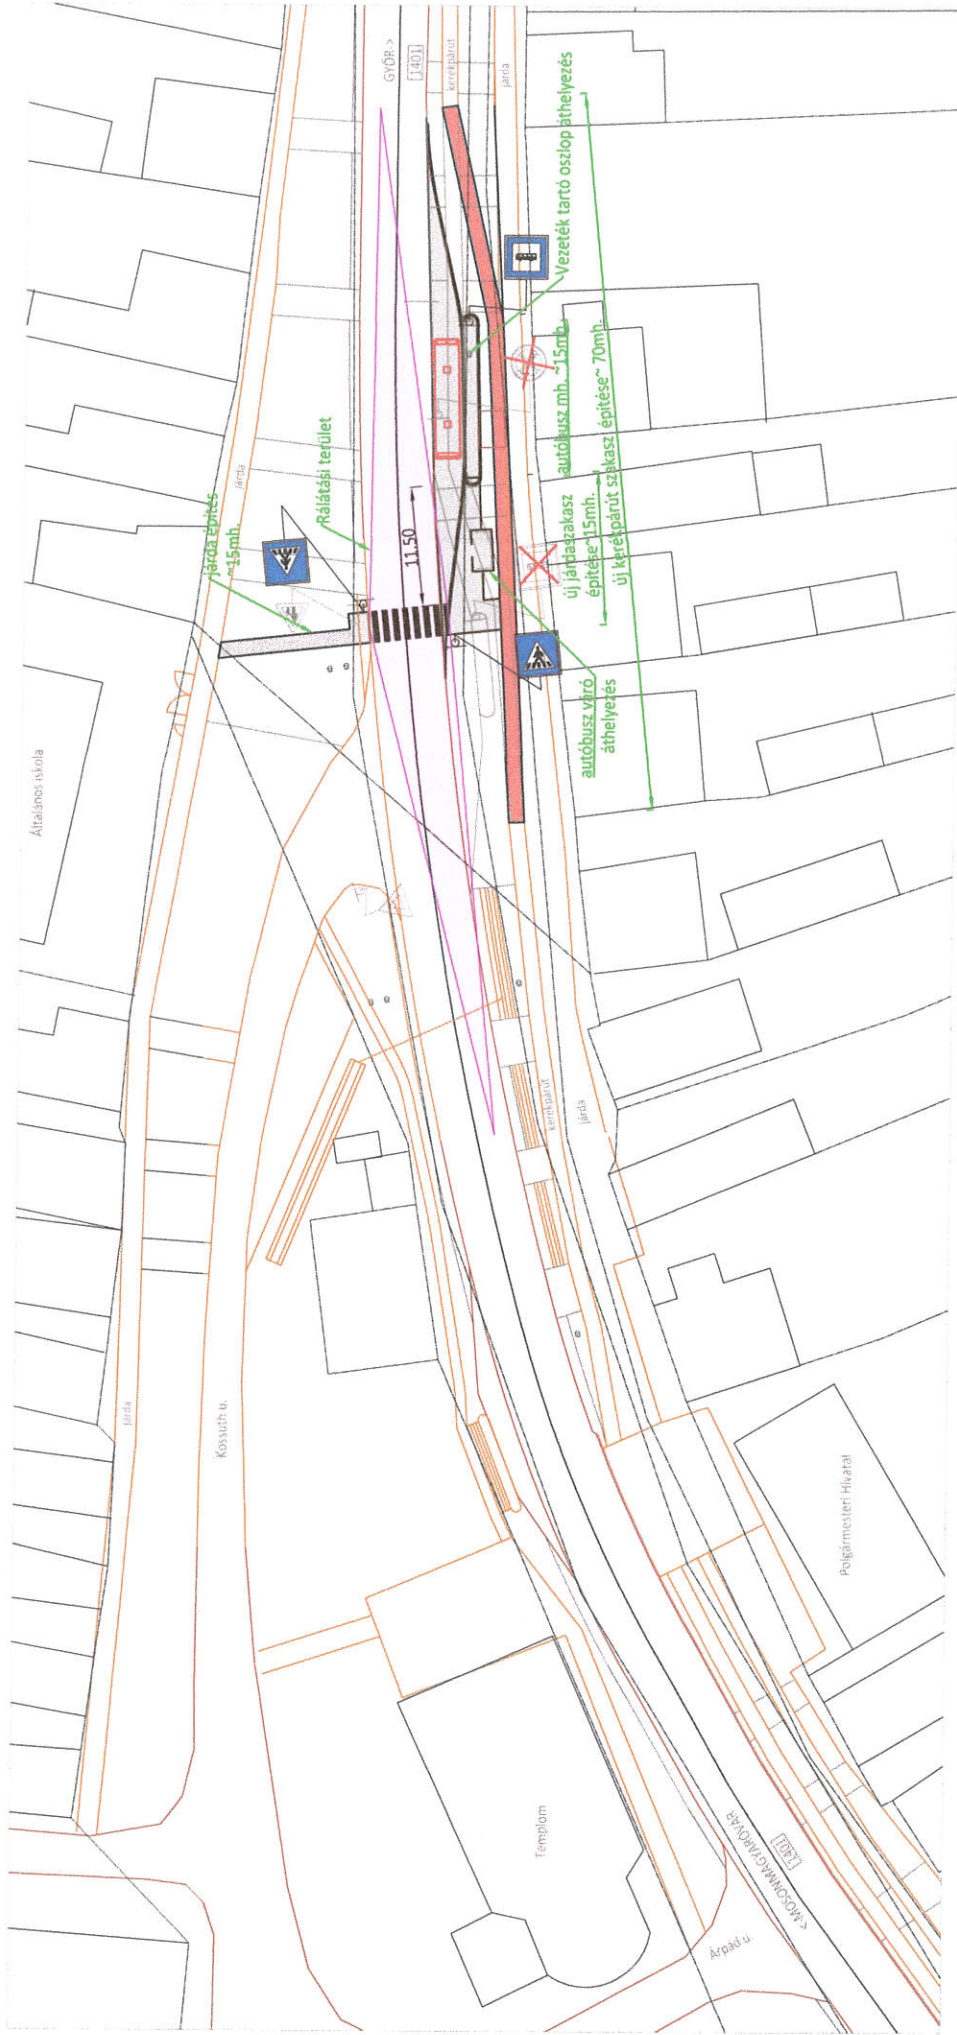 Általános iskola
járda építés
~15mh.
járda
GYŐR->
1401
kerékpárút
járda
Rálátási terület
11.50
Vezeték tartó oszlop áthelyezés
autóbusz mh. ~15mh.
új járdaszakasz
építése~15mh.
új kerékpárút szakasz építése~ 70mh.
autóbusz váró
áthelyezés
kerékpárút
járda
járda
Kossuth u.
Templom
Polgármesteri Hivatal
Árpád u.
<-MOSONMAGYARÓVÁR
1401